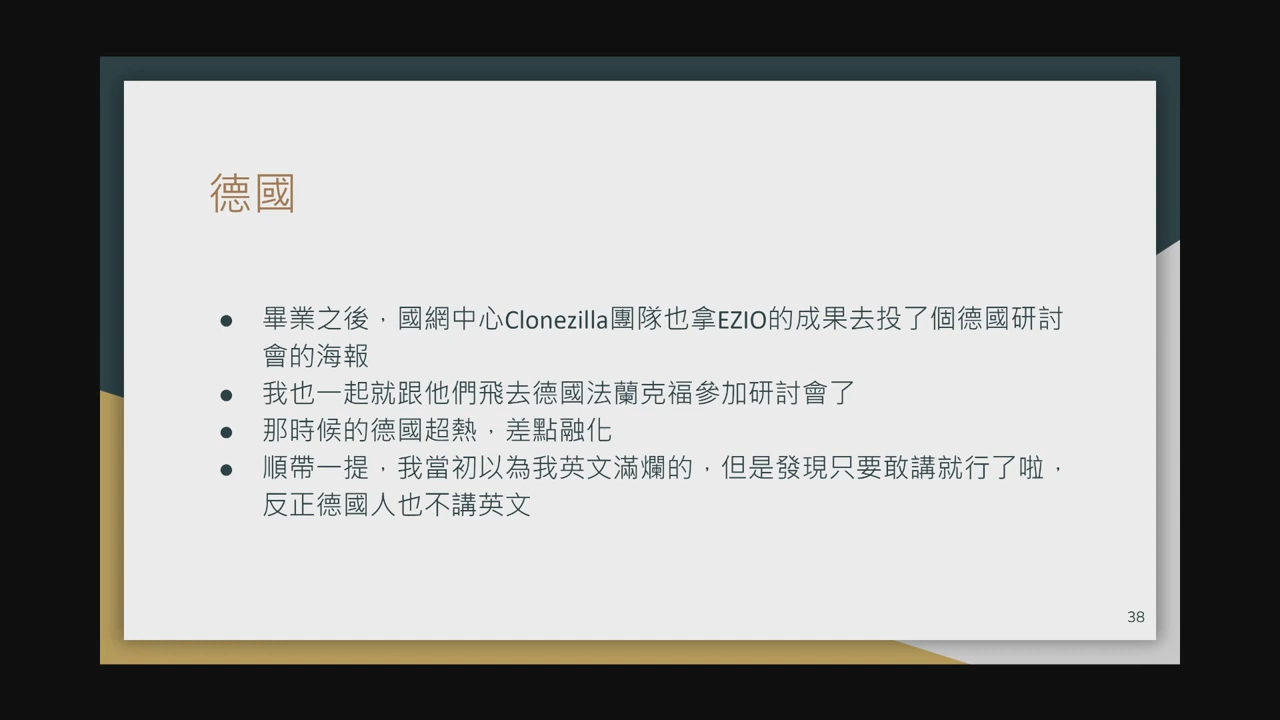 德國
● 畢業之後，國網中心Clonezilla團隊也拿EZIO的成果去投了個德國研討
會的海報
● 我也一起就跟他們飛去德國法蘭克福參加研討會了
● 那時候的德國超熱，差點融化
● 順帶一提，我當初以為我英文滿爛的，但是發現只要敢講就行了啦，
反正德國人也不講英文
38